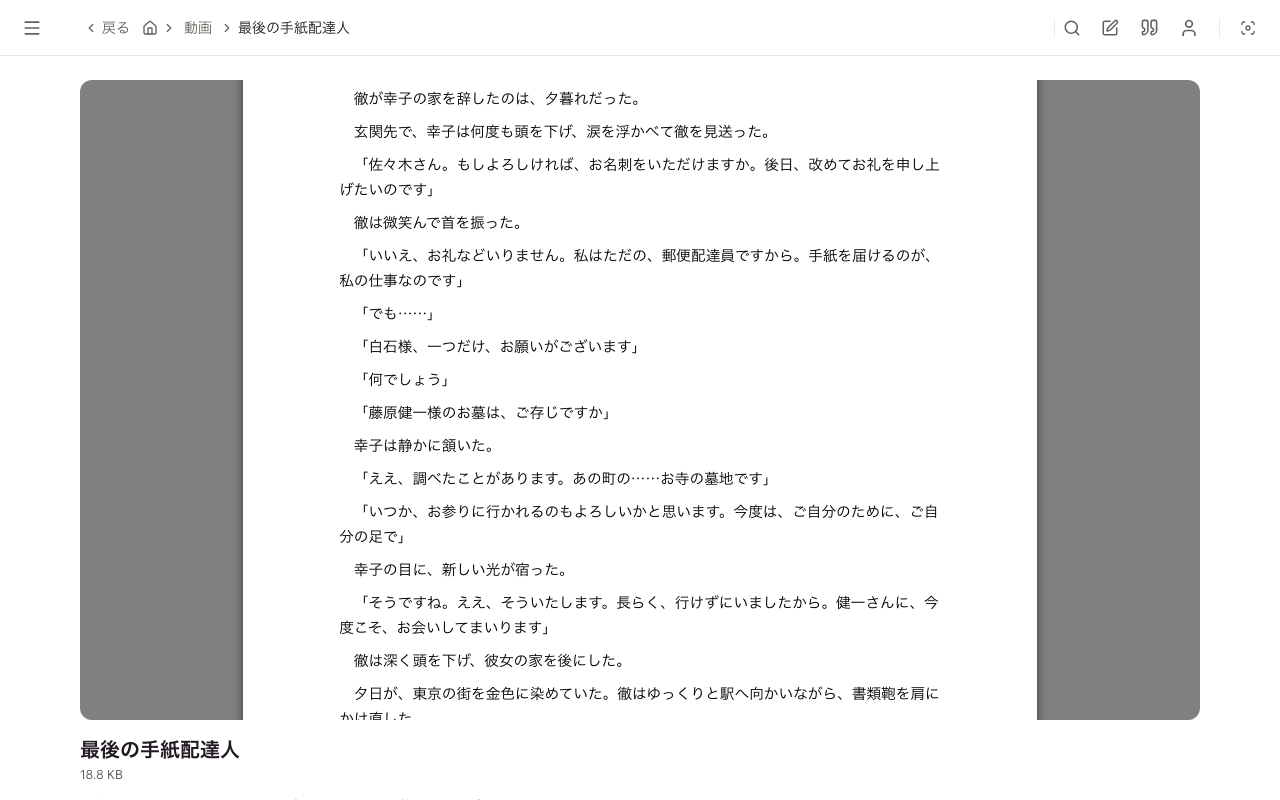 戻る 動画 最後の手紙配達人
徹が幸子の家を辞したのは、夕暮れだった。
玄関先で、幸子は何度も頭を下げ、涙を浮かべて徹を見送った。
「佐々木さん。もしよろしければ、お名刺をいただけますか。後日、改めてお礼を申し上
げたいのです」
徹は微笑んで首を振った。
「いいえ、お礼などいりません。私はただの、郵便配達員ですから。手紙を届けるのが、
私の仕事なのです」
「でも……」
「白石様、一つだけ、お願いがございます」
「何でしょう」
「藤原健一様のお墓は、ご存じですか」
幸子は静かに頷いた。
「ええ、調べたことがあります。あの町の……お寺の墓地です」
「いつか、お参りに行かれるのもよろしいかと思います。今度は、ご自分のために、ご自
分の足で」
幸子の目に、新しい光が宿った。
「そうですね。ええ、そういたします。長らく、行けずにいましたから。健一さんに、今
度こそ、お会いしてまいります」
徹は深く頭を下げ、彼女の家を後にした。
夕日が、東京の街を金色に染めていた。徹はゆっくりと駅へ向かいながら、書類鞄を肩に
かけ直した。
最後の手紙配達人
18.8 KB